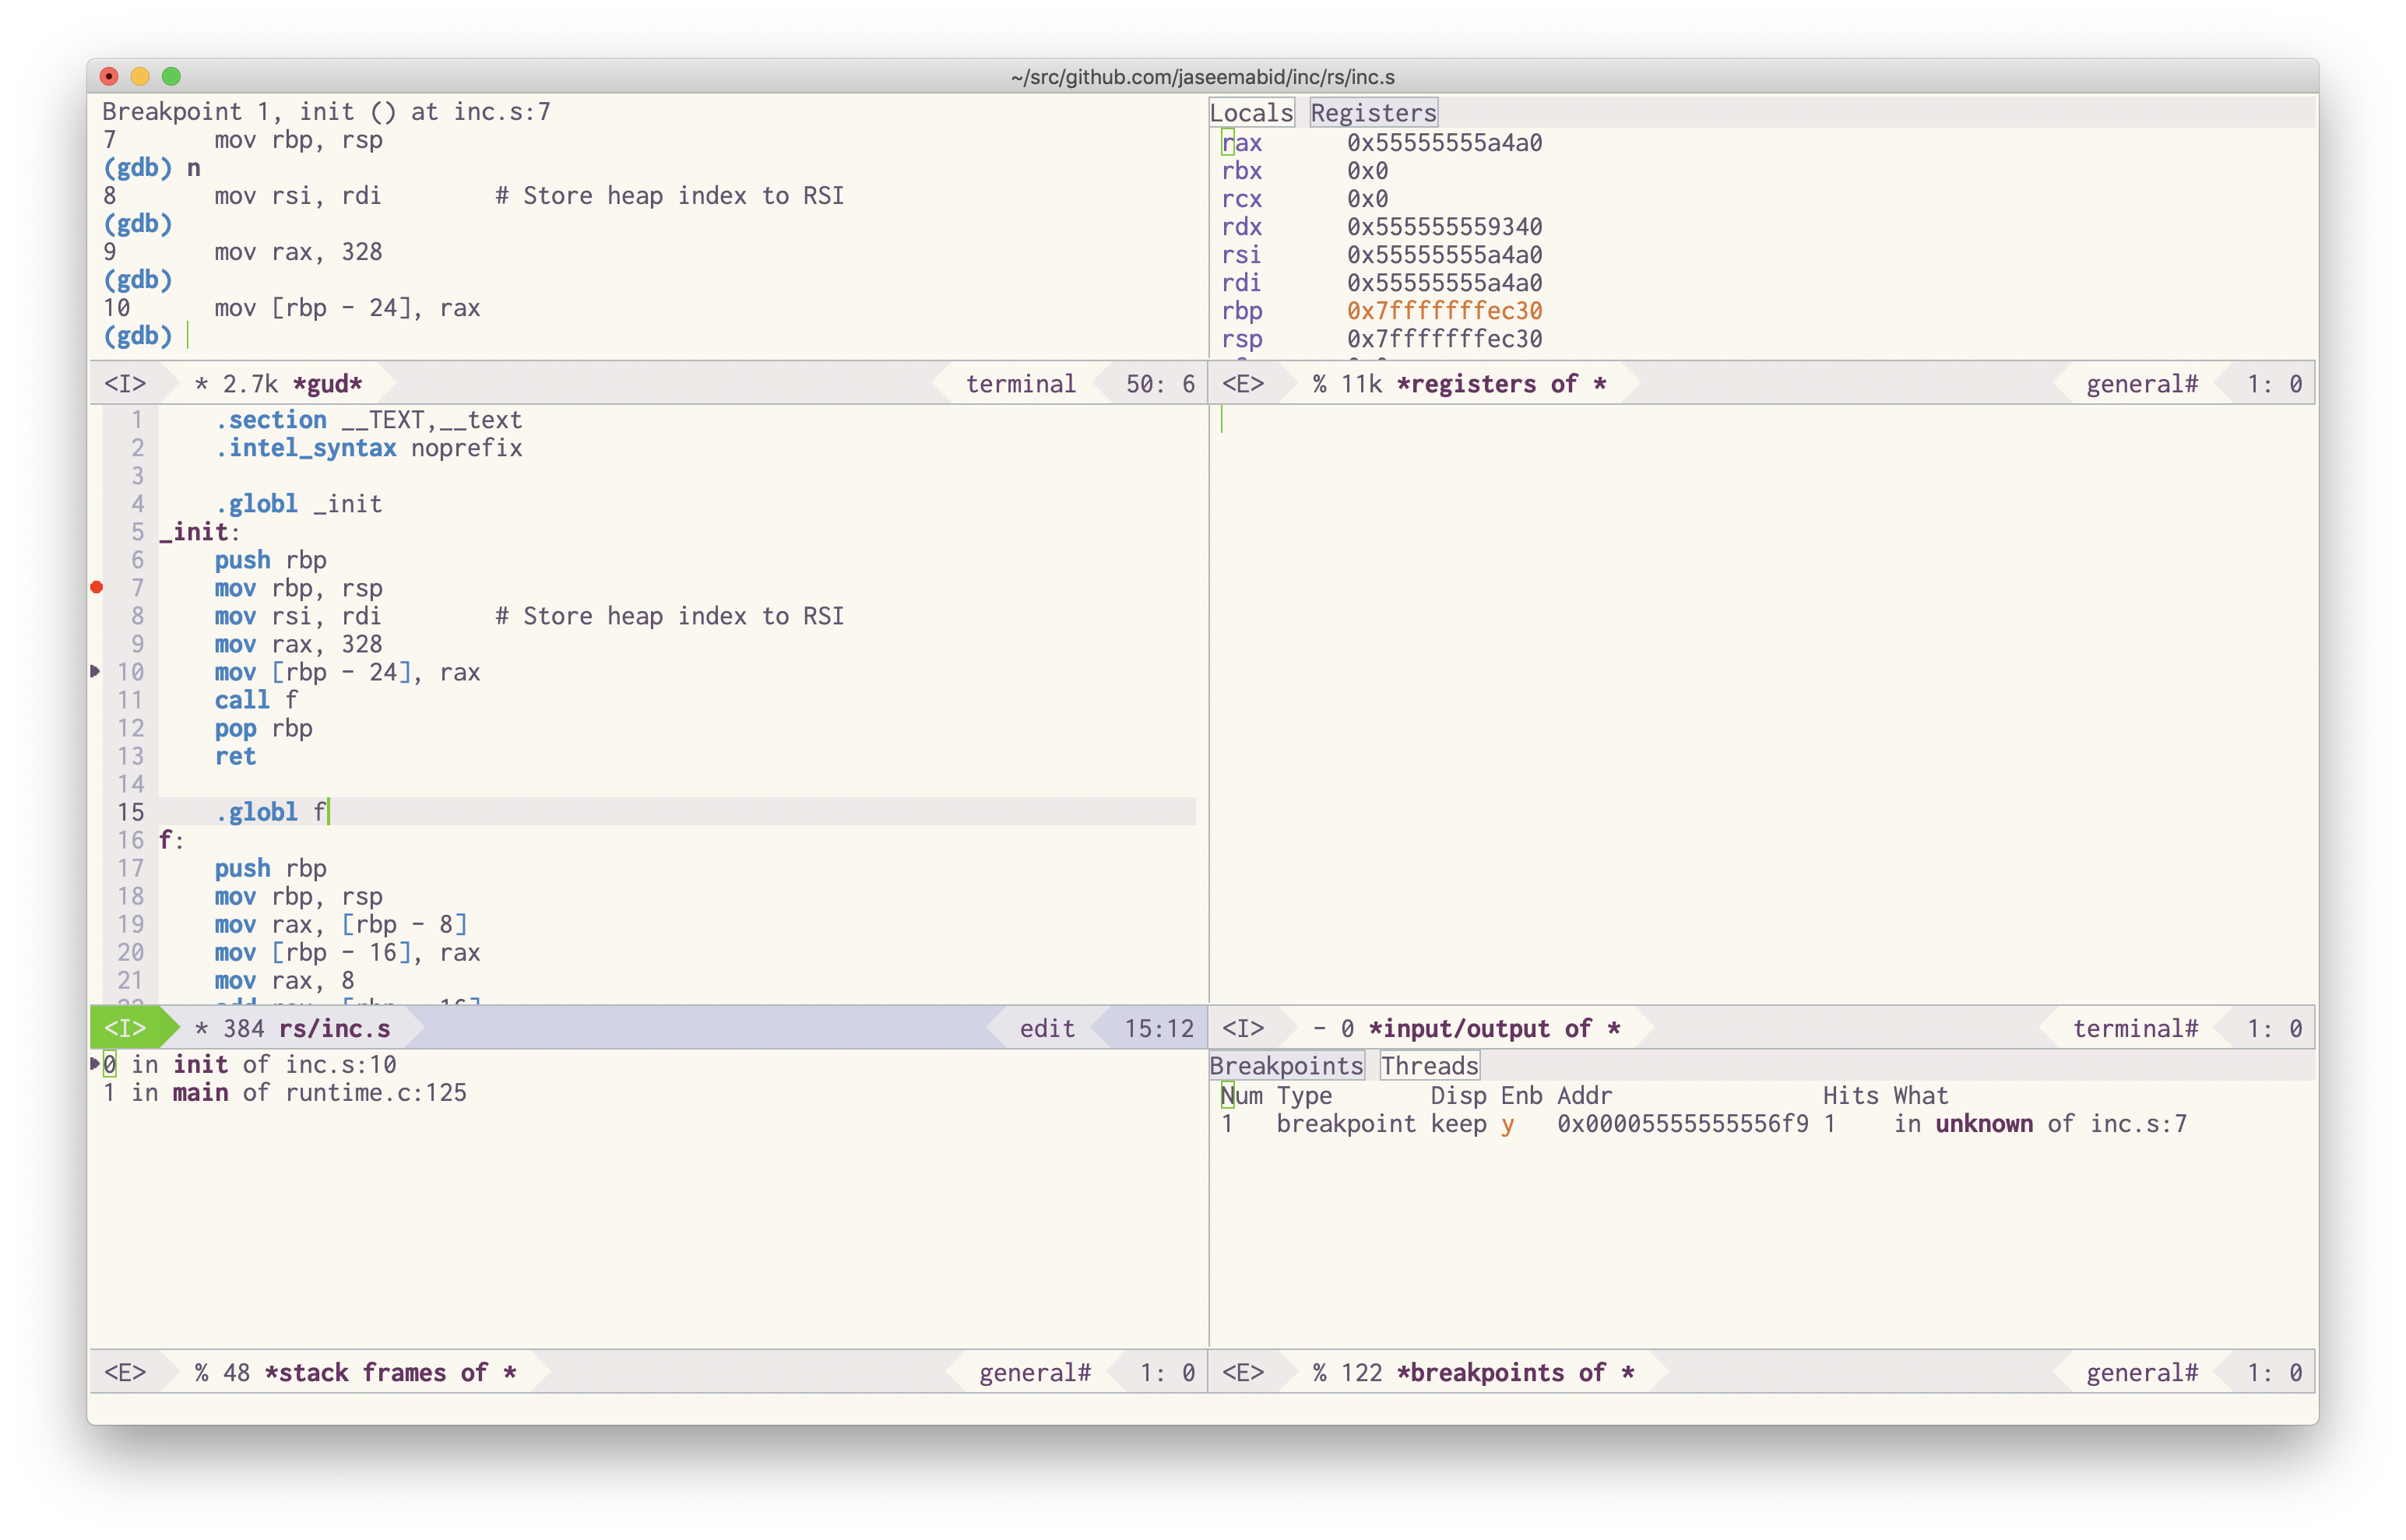 ~/src/github.com/jaseemabid/inc/rs/inc.s
Breakpoint 1, init () at inc.s:7
7       mov rbp, rsp
(gdb) n
8       mov rsi, rdi        # Store heap index to RSI
(gdb)
9       mov rax, 328
(gdb)
10      mov [rbp - 24], rax
(gdb)
<I> * 2.7k *gud* terminal 50: 6
Locals Registers
rax      0x55555555a4a0
rbx      0x0
rcx      0x0
rdx      0x555555559340
rsi      0x55555555a4a0
rdi      0x55555555a4a0
rbp      0x7fffffffec30
rsp      0x7fffffffec30
<E> % 11k *registers of * general# 1: 0
1     .section __TEXT,__text
2     .intel_syntax noprefix
3
4     .globl _init
5 _init:
6     push rbp
7     mov rbp, rsp
8     mov rsi, rdi        # Store heap index to RSI
9     mov rax, 328
10    mov [rbp - 24], rax
11    call f
12    pop rbp
13    ret
14
15    .globl f
16 f:
17    push rbp
18    mov rbp, rsp
19    mov rax, [rbp - 8]
20    mov [rbp - 16], rax
21    mov rax, 8
<I> * 384 rs/inc.s edit 15:12
<I> - 0 *input/output of * terminal# 1: 0
0 in init of inc.s:10
1 in main of runtime.c:125
<E> % 48 *stack frames of * general# 1: 0
Breakpoints Threads
Num Type       Disp Enb Addr               Hits What
1   breakpoint keep y   0x00005555555556f9 1    in unknown of inc.s:7
<E> % 122 *breakpoints of * general# 1: 0